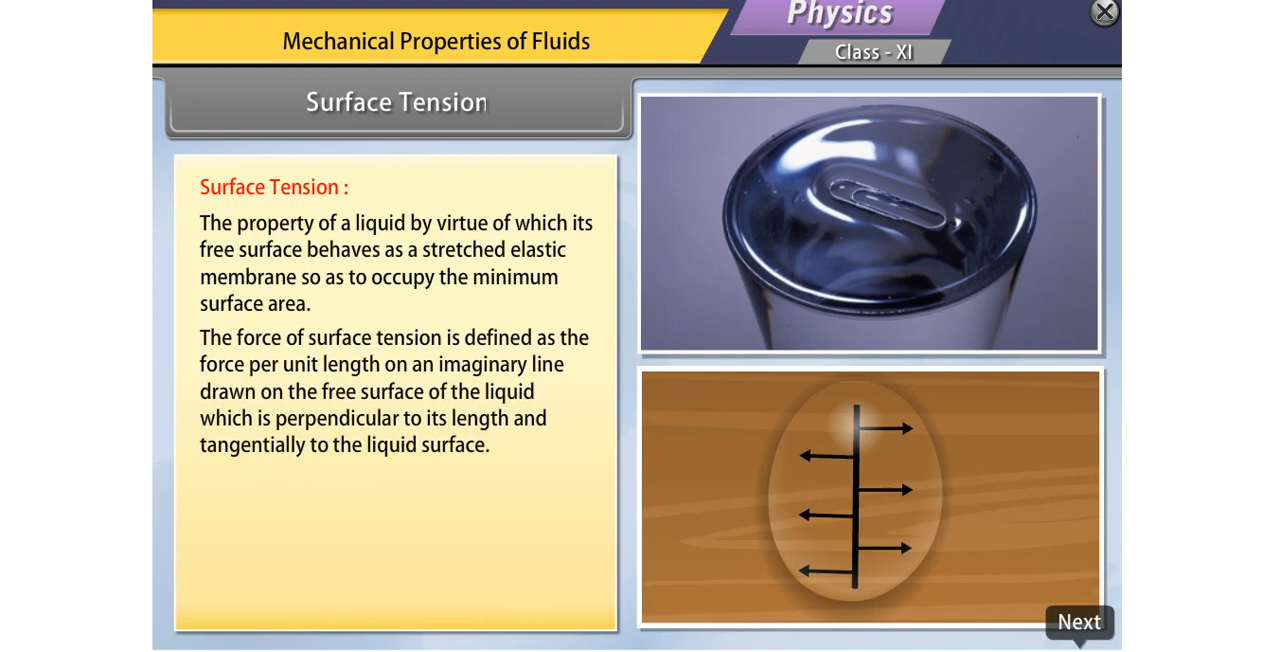 Physics
Mechanical Properties of Fluids
Class - XI
Surface Tension
Surface Tension :
The property of a liquid by virtue of which its
free surface behaves as a stretched elastic
membrane so as to occupy the minimum
surface area.
The force of surface tension is defined as the
force per unit length on an imaginary line
drawn on the free surface of the liquid
which is perpendicular to its length and
tangentially to the liquid surface.
Next